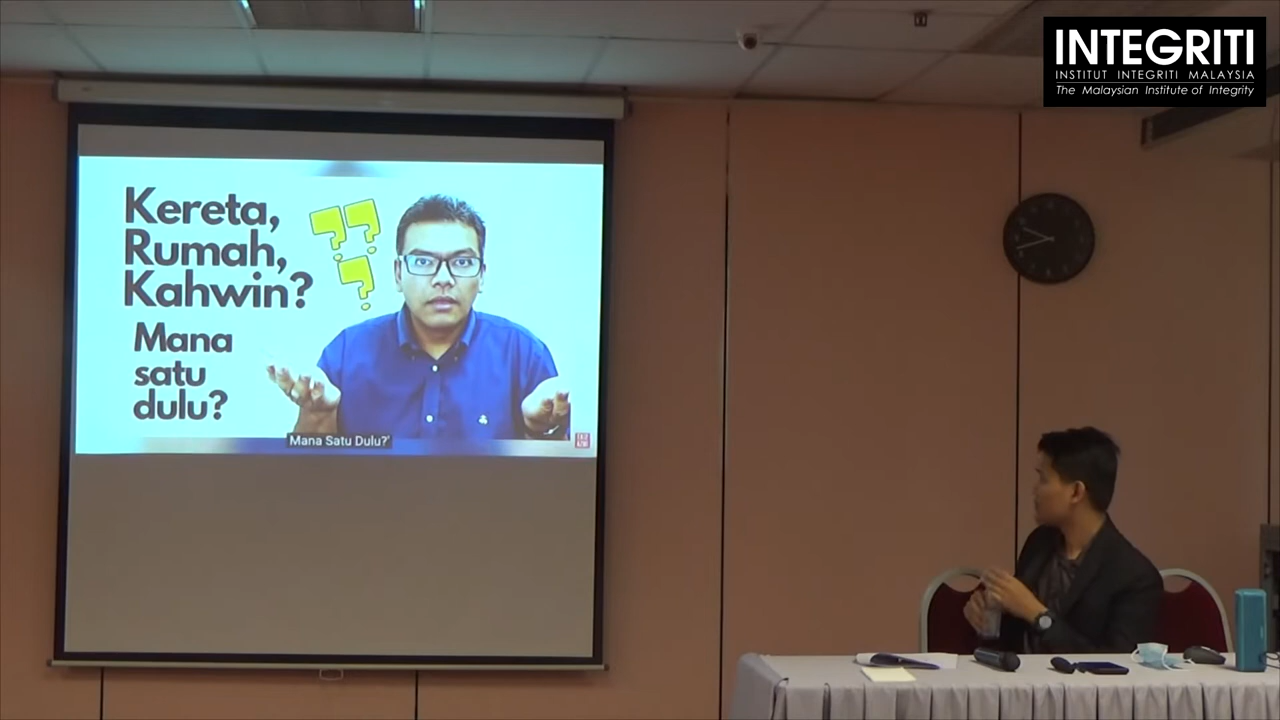 INTEGRITI
INSTITUT INTEGRITI MALAYSIA
The Malaysian Institute of Integrity
Kereta,
Rumah,
Kahwin?
???
Mana
satu
dulu?
Mana Satu Dulu?'